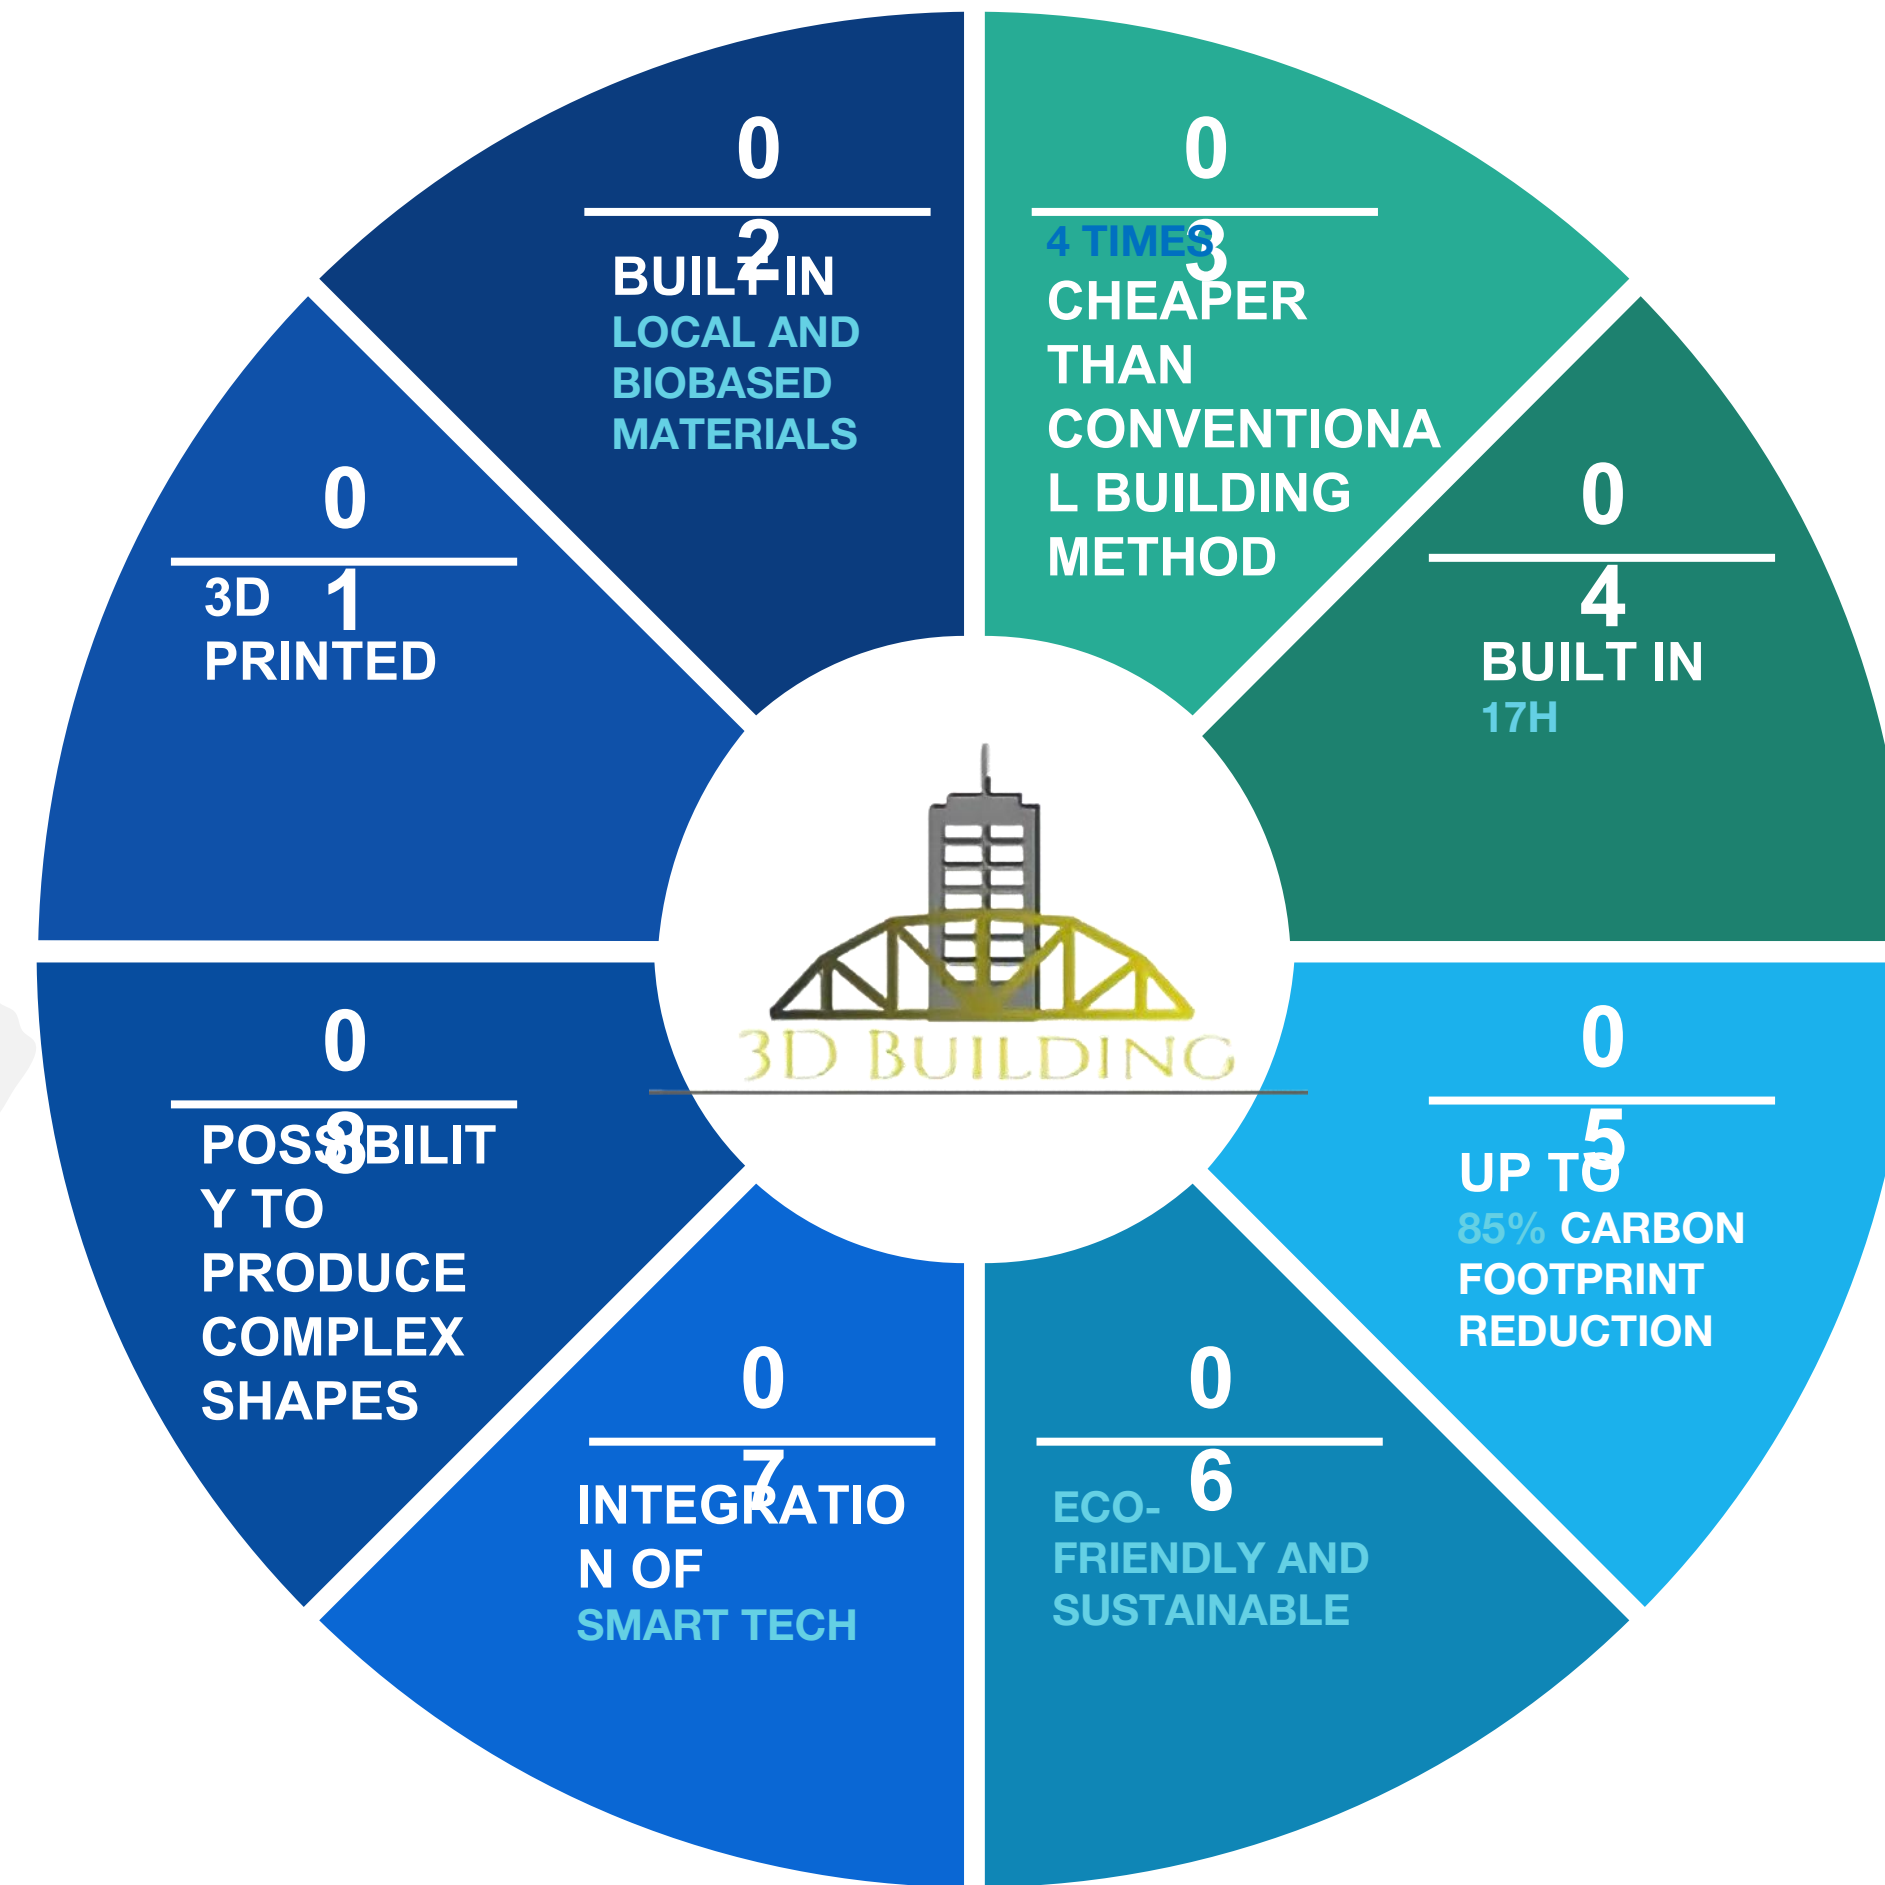 0
1
3D
PRINTED
0
2
BUILT IN
LOCAL AND
BIOBASED
MATERIALS
0
3
4 TIMES
CHEAPER
THAN
CONVENTIONA
L BUILDING
METHOD
0
4
BUILT IN
17H
0
5
UP TO
85% CARBON
FOOTPRINT
REDUCTION
0
6
ECO-
FRIENDLY AND
SUSTAINABLE
0
7
INTEGRATIO
N OF
SMART TECH
0
8
POSSIBILIT
Y TO
PRODUCE
COMPLEX
SHAPES
3D BUILDING